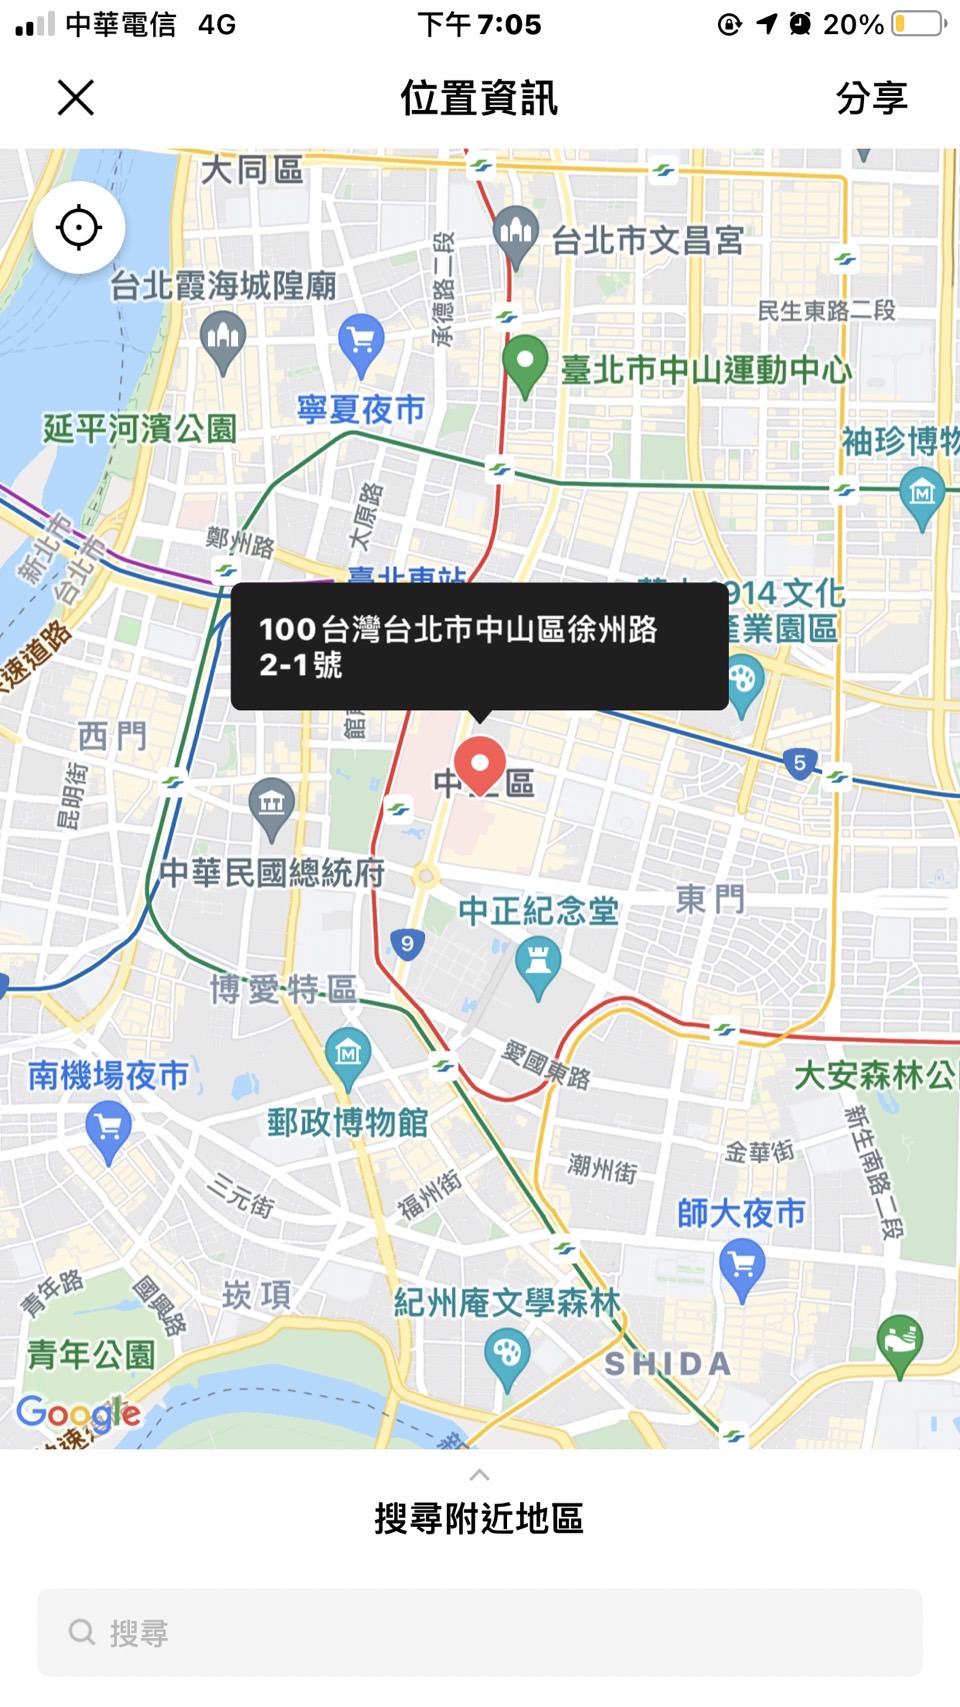 中華電信 4G 下午7:05 20%
位置資訊 分享
大同區
台北市文昌宮
承德路二段
台北霞海城隍廟
民生東路二段
臺北市中山運動中心
寧夏夜市
延平河濱公園
袖珍博物
太原路
鄭州路
新北市
台北市
臺北車站
914文化
產業園區
100台灣台北市中山區徐州路
2-1號
速道路
西門
館
昆明街
5
區
中華民國總統府
東門
中正紀念堂
9
博愛特區
愛國東路
南機場夜市
大安森林公
郵政博物館
新生南路二段
金華街
潮州街
三元街
福州街
師大夜市
青年路
國興路
崁頂
紀州庵文學森林
青年公園
SHIDA
Google
速
搜尋附近地區
搜尋